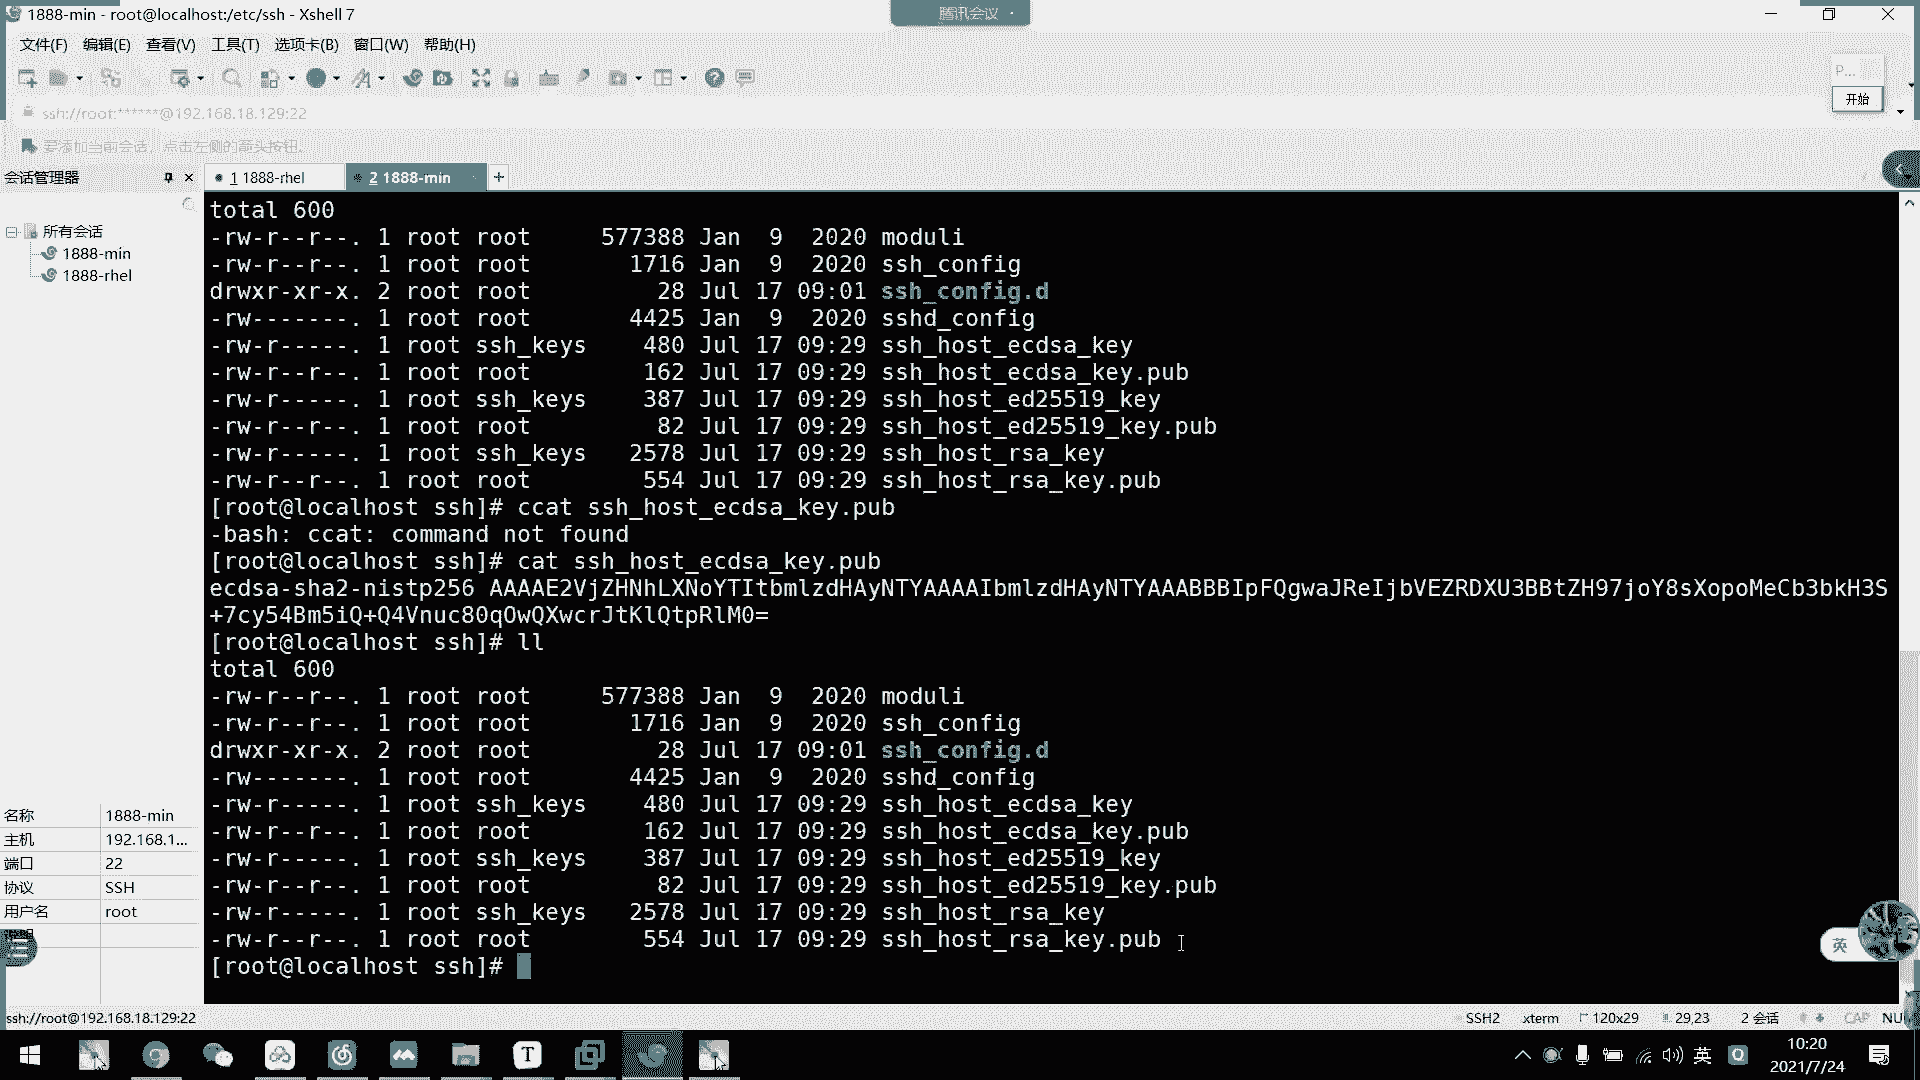 1888-min - root@localhost:/etc/ssh - Xshell 7
腾讯会议
文件(F) 编辑(E) 查看(V) 工具(T) 选项卡(B) 窗口(W) 帮助(H)
P...
开始
ssh://root:******@192.168.18.129:22
要添加当前会话，点击左侧的箭头按钮。
会话管理器
1 1888-rhel
2 1888-min
所有会话
1888-min
1888-rhel
total 600
-rw-r--r--. 1 root root     577388 Jan  9  2020 moduli
-rw-r--r--. 1 root root       1716 Jan  9  2020 ssh_config
drwxr-xr-x. 2 root root         28 Jul 17 09:01 ssh_config.d
-rw-------. 1 root root       4425 Jan  9  2020 sshd_config
-rw-r-----. 1 root ssh_keys    480 Jul 17 09:29 ssh_host_ecdsa_key
-rw-r--r--. 1 root root        162 Jul 17 09:29 ssh_host_ecdsa_key.pub
-rw-r-----. 1 root ssh_keys    387 Jul 17 09:29 ssh_host_ed25519_key
-rw-r--r--. 1 root root         82 Jul 17 09:29 ssh_host_ed25519_key.pub
-rw-r-----. 1 root ssh_keys   2578 Jul 17 09:29 ssh_host_rsa_key
-rw-r--r--. 1 root root        554 Jul 17 09:29 ssh_host_rsa_key.pub
[root@localhost ssh]# ccat ssh_host_ecdsa_key.pub
-bash: ccat: command not found
[root@localhost ssh]# cat ssh_host_ecdsa_key.pub
ecdsa-sha2-nistp256 AAAAE2VjZHNhLXNoYTItbmlzdHAyNTYAAAAIbmlzdHAyNTYAAABBBIpFQgwaJReIjbVEZRDXU3BBtZH97joY8sXopoMeCb3bkH3S
+7cy54Bm5iQ+Q4Vnuc80qOwQXwcrJtKlQtpRlM0=
[root@localhost ssh]# ll
total 600
-rw-r--r--. 1 root root     577388 Jan  9  2020 moduli
-rw-r--r--. 1 root root       1716 Jan  9  2020 ssh_config
drwxr-xr-x. 2 root root         28 Jul 17 09:01 ssh_config.d
-rw-------. 1 root root       4425 Jan  9  2020 sshd_config
-rw-r-----. 1 root ssh_keys    480 Jul 17 09:29 ssh_host_ecdsa_key
-rw-r--r--. 1 root root        162 Jul 17 09:29 ssh_host_ecdsa_key.pub
-rw-r-----. 1 root ssh_keys    387 Jul 17 09:29 ssh_host_ed25519_key
-rw-r--r--. 1 root root         82 Jul 17 09:29 ssh_host_ed25519_key.pub
-rw-r-----. 1 root ssh_keys   2578 Jul 17 09:29 ssh_host_rsa_key
-rw-r--r--. 1 root root        554 Jul 17 09:29 ssh_host_rsa_key.pub
[root@localhost ssh]#
名称 1888-min
主机 192.168.1...
端口 22
协议 SSH
用户名 root
英
ssh://root@192.168.18.129:22
SSH2 xterm 120x29 29,23 2 会话 CAP NUM
英
10:20
2021/7/24